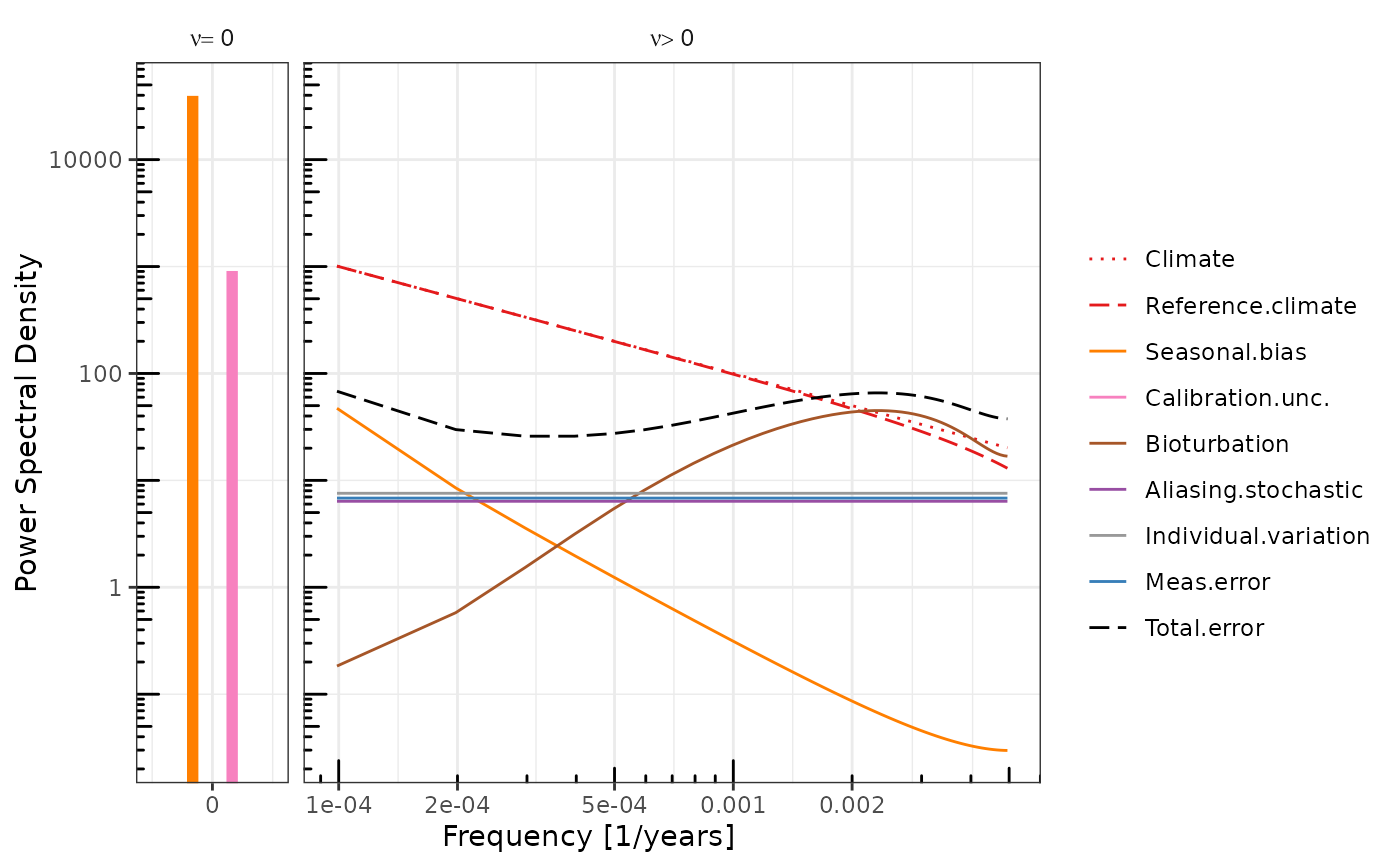 ν= 0
ν> 0
Power Spectral Density
10000
100
1
0
1e-04
2e-04
5e-04
0.001
0.002
Frequency [1/years]
Climate
Reference.climate
Seasonal.bias
Calibration.unc.
Bioturbation
Aliasing.stochastic
Individual.variation
Meas.error
Total.error